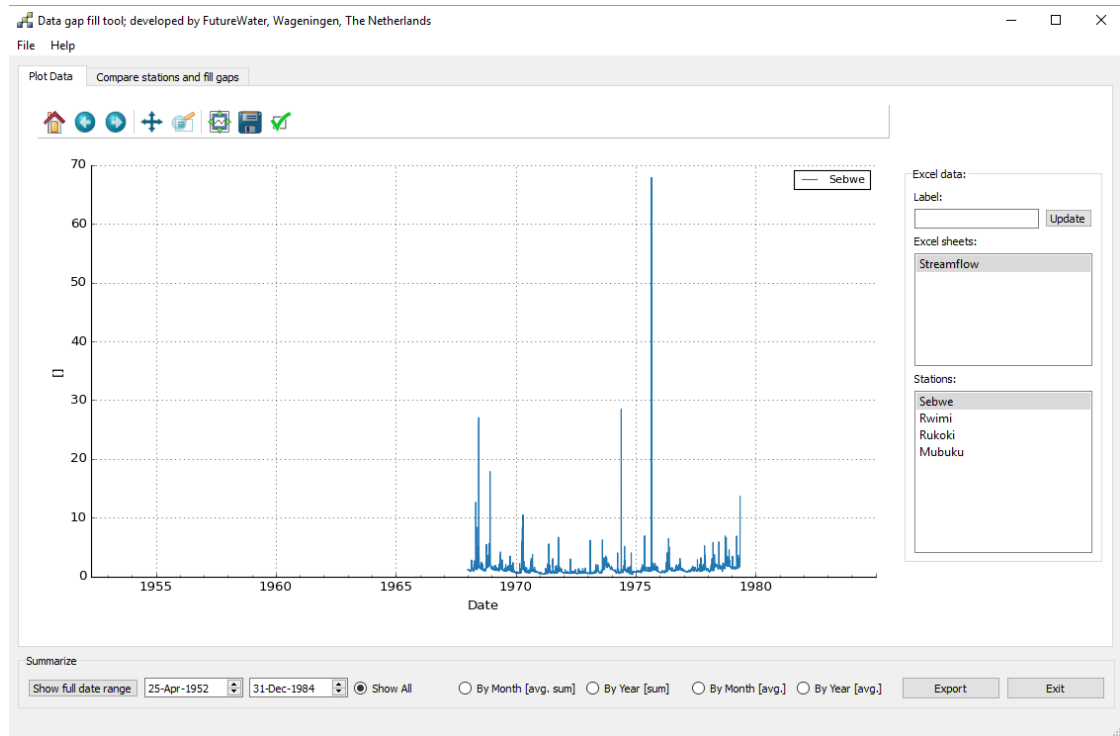 Data gap fill tool; developed by FutureWater, Wageningen, The Netherlands
File Help
Plot Data Compare stations and fill gaps
70
60
50
40
30
20
10
0
[]
1955 1960 1965 1970 1975 1980
Date
Sebwe
Excel data:
Label:
Update
Excel sheets:
Streamflow
Stations:
Sebwe
Rwimi
Rukoki
Mubuku
Summarize
Show full date range 25-Apr-1952 31-Dec-1984 Show All By Month [avg. sum] By Year [sum] By Month [avg.] By Year [avg.] Export Exit